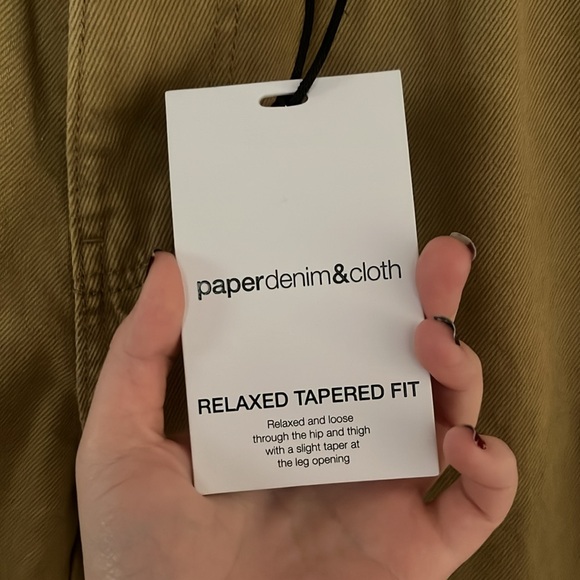 paperdenim&cloth
RELAXED TAPERED FIT
Relaxed and loose
through the hip and thigh
with a slight taper at
the leg opening